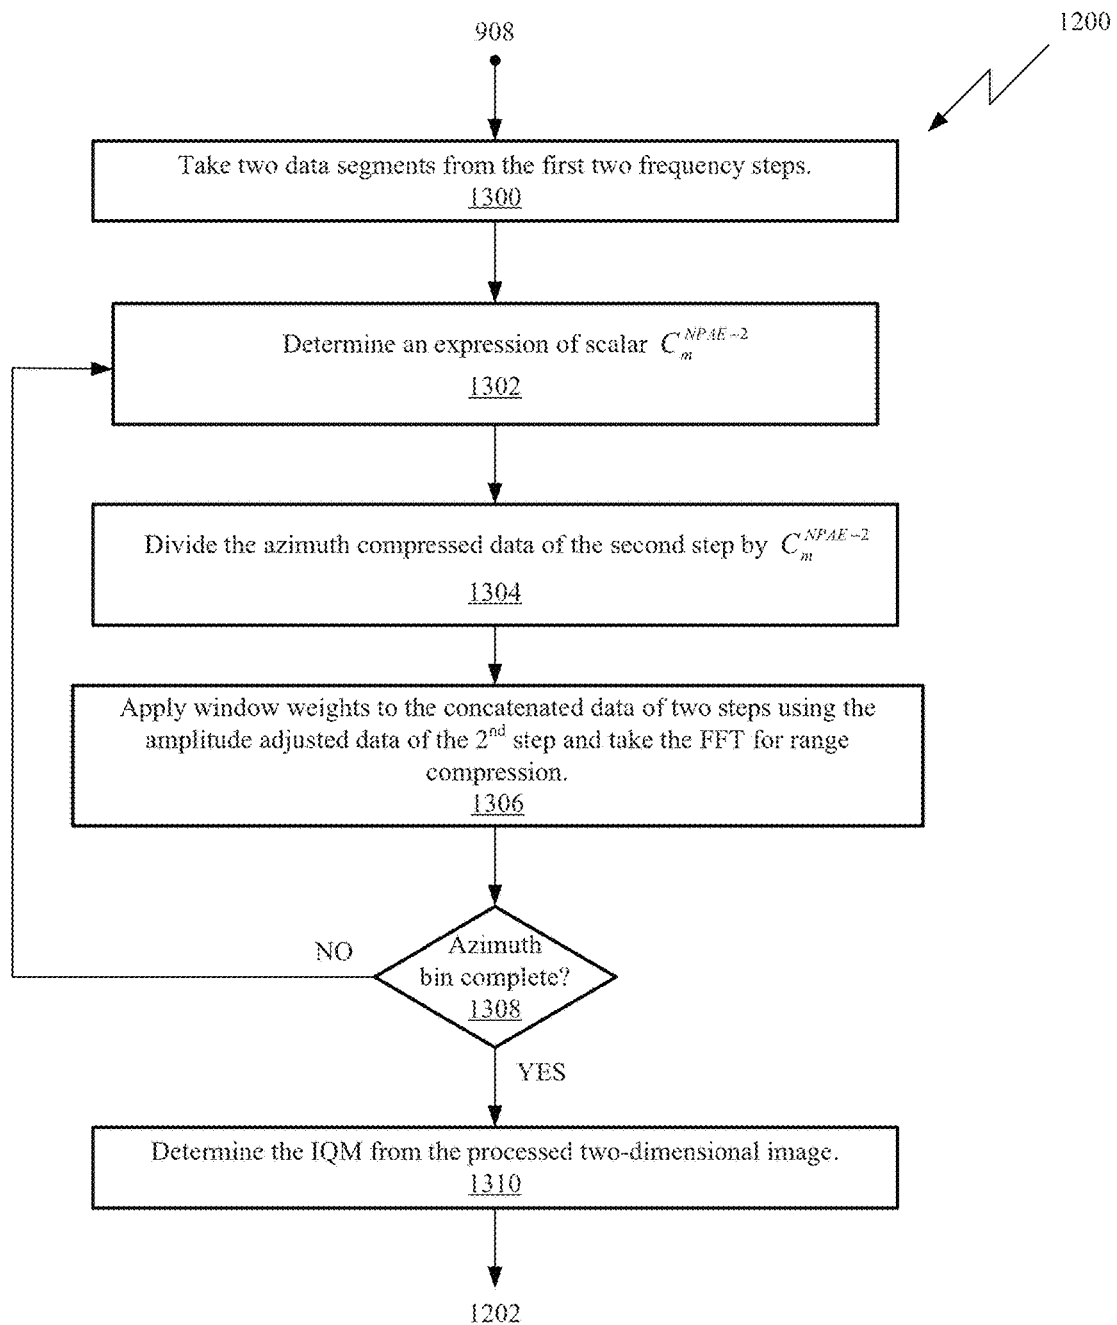 908
1200
Take two data segments from the first two frequency steps.
1300
Determine an expression of scalar C_m^{NPAE-2}
1302
Divide the azimuth compressed data of the second step by C_m^{NPAE-2}
1304
Apply window weights to the concatenated data of two steps using the
amplitude adjusted data of the 2nd step and take the FFT for range
compression.
1306
NO
Azimuth
bin complete?
1308
YES
Determine the IQM from the processed two-dimensional image.
1310
1202